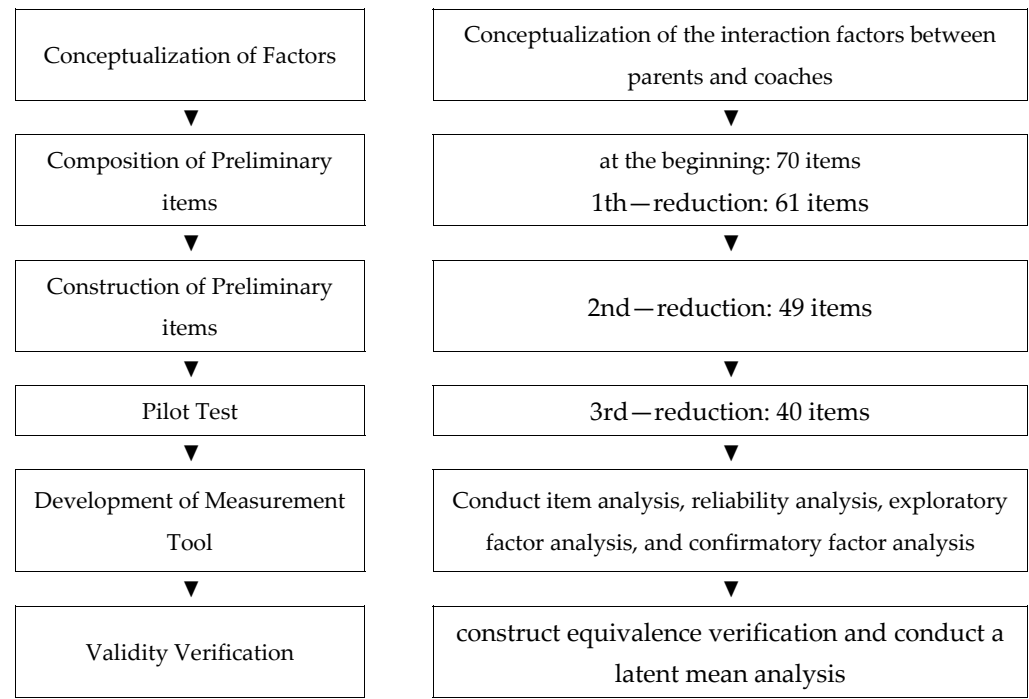 Conceptualization of Factors
Conceptualization of the interaction factors between
parents and coaches
Composition of Preliminary
items
at the beginning: 70 items
1th—reduction: 61 items
Construction of Preliminary
items
2nd—reduction: 49 items
Pilot Test
3rd—reduction: 40 items
Development of Measurement
Tool
Conduct item analysis, reliability analysis, exploratory
factor analysis, and confirmatory factor analysis
Validity Verification
construct equivalence verification and conduct a
latent mean analysis